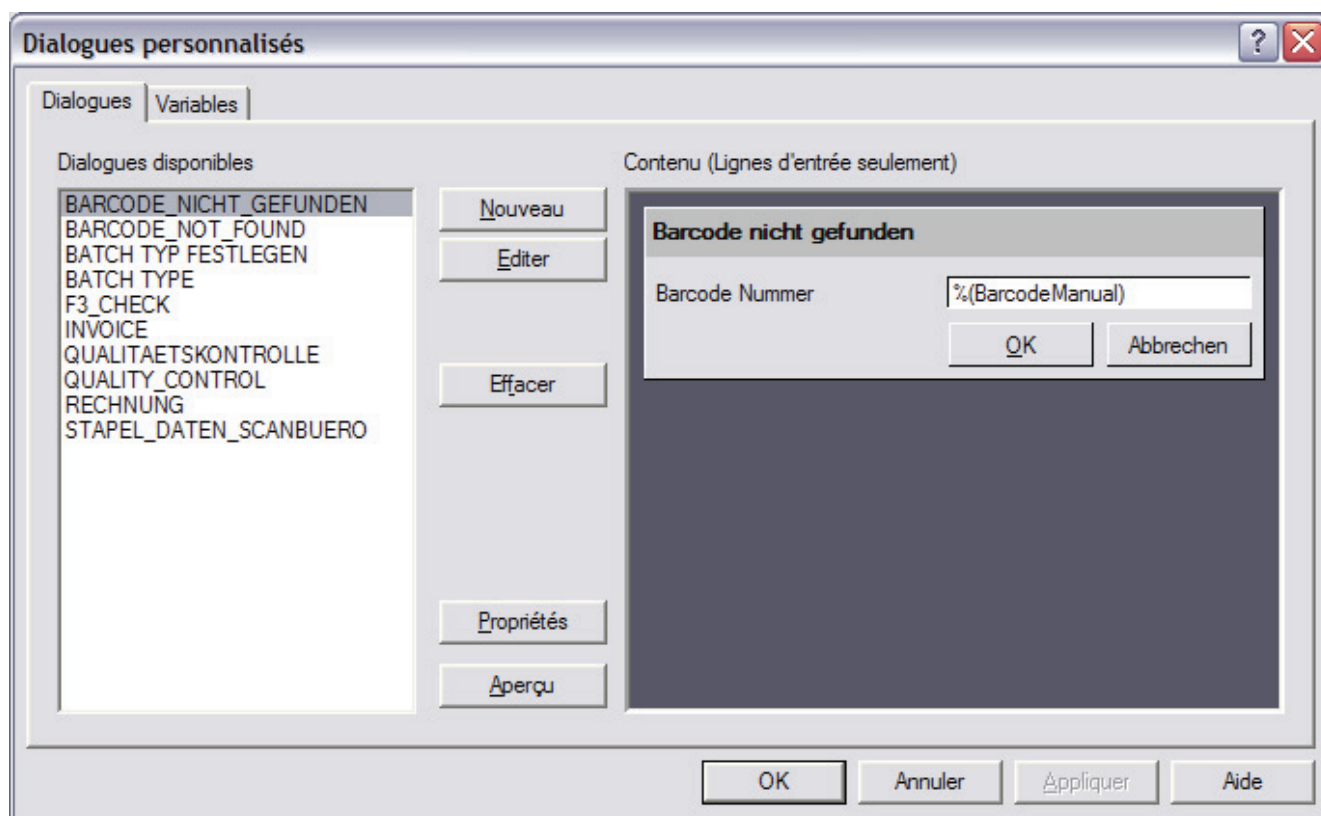 Dialogues personnalisés
Dialogues
Variables
Dialogues disponibles
BARCODE_NICHT_GEFUNDEN
BARCODE_NOT_FOUND
BATCH TYP FESTLEGEN
BATCH TYPE
F3_CHECK
INVOICE
QUALITAETSKONTROLLE
QUALITY_CONTROL
RECHNUNG
STAPEL_DATEN_SCANBUERO
Nouveau
Editer
Effacer
Propriétés
Aperçu
Contenu (Lignes d'entrée seulement)
Barcode nicht gefunden
Barcode Nummer %(BarcodeManual)
OK Abbrechen
OK Annuler Appliquer Aide